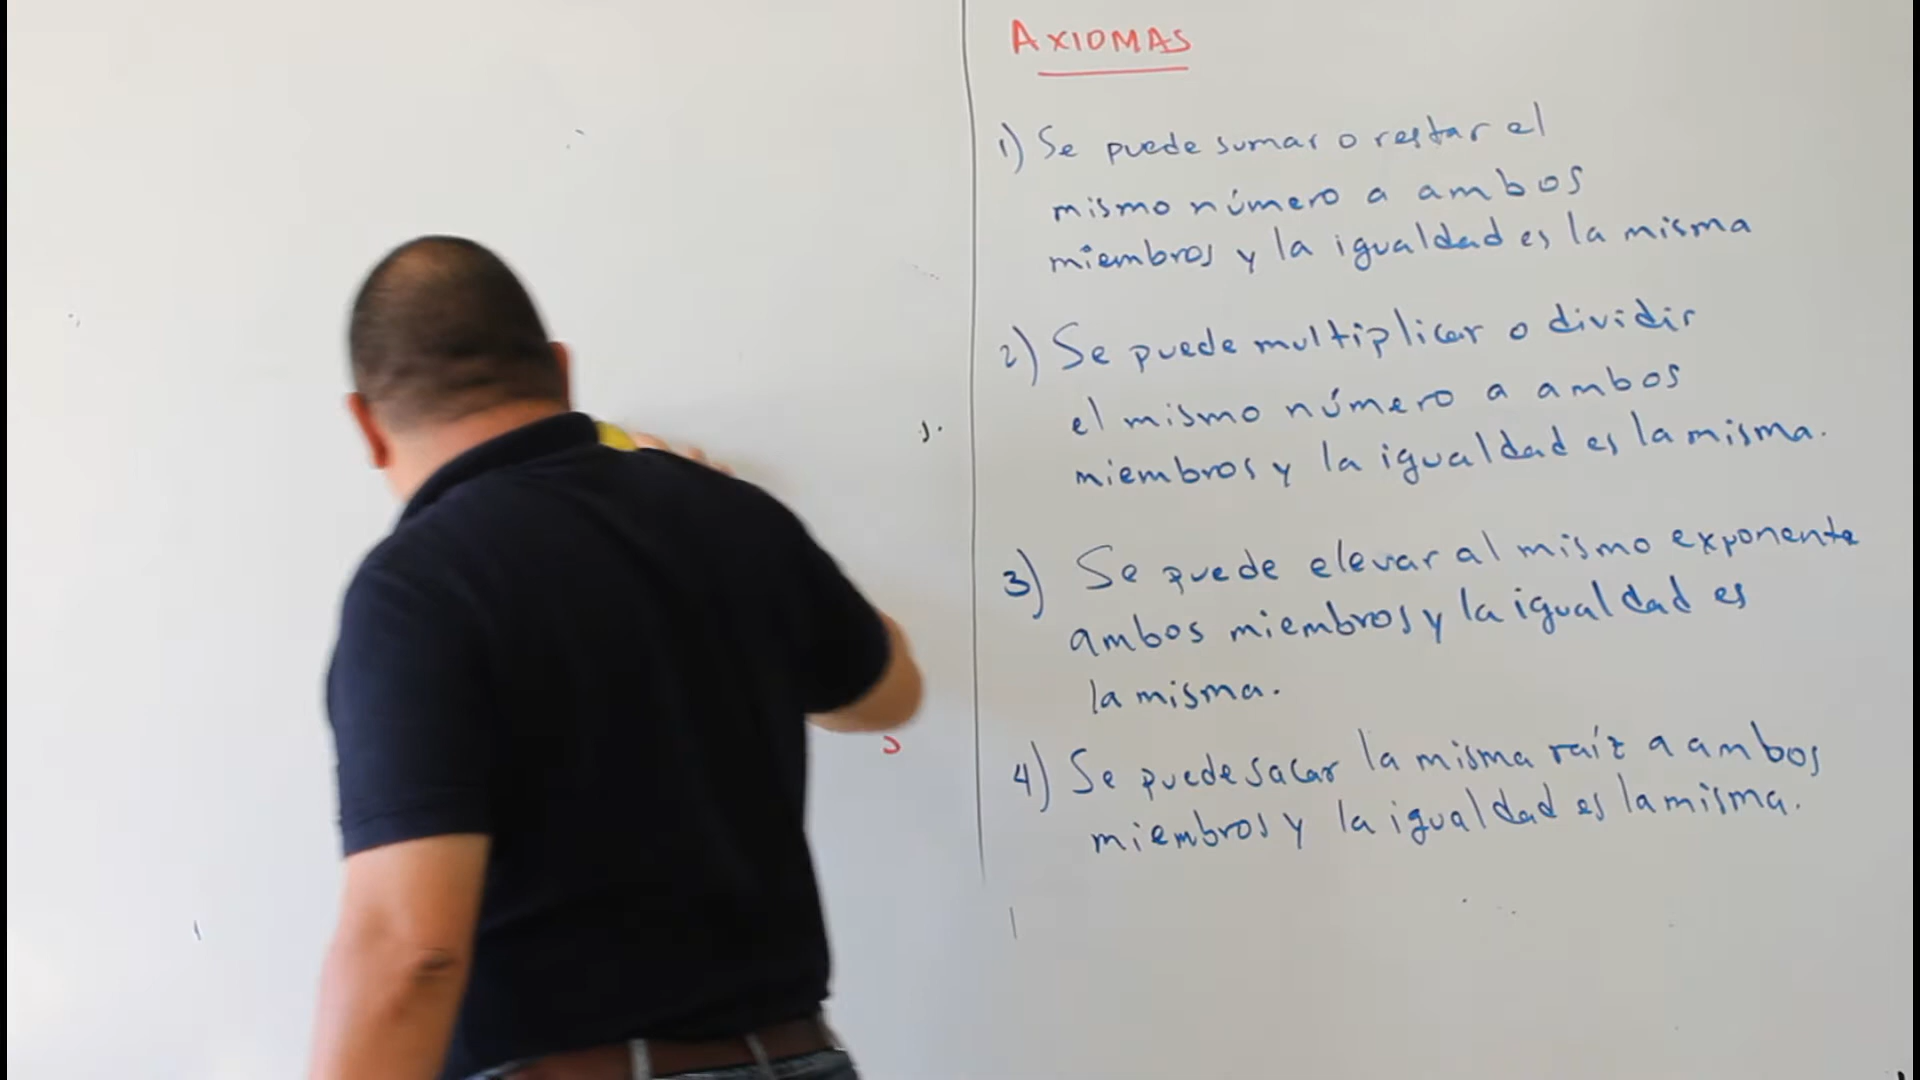 AXIOMAS
1) Se puede sumar o restar el
mismo número a ambos
miembros y la igualdad es la misma
2) Se puede multiplicar o dividir
el mismo número a ambos
miembros y la igualdad es la misma.
3) Se puede elevar al mismo exponente
ambos miembros y la igualdad es
la misma.
4) Se puede sacar la misma raíz a ambos
miembros y la igualdad es la misma.